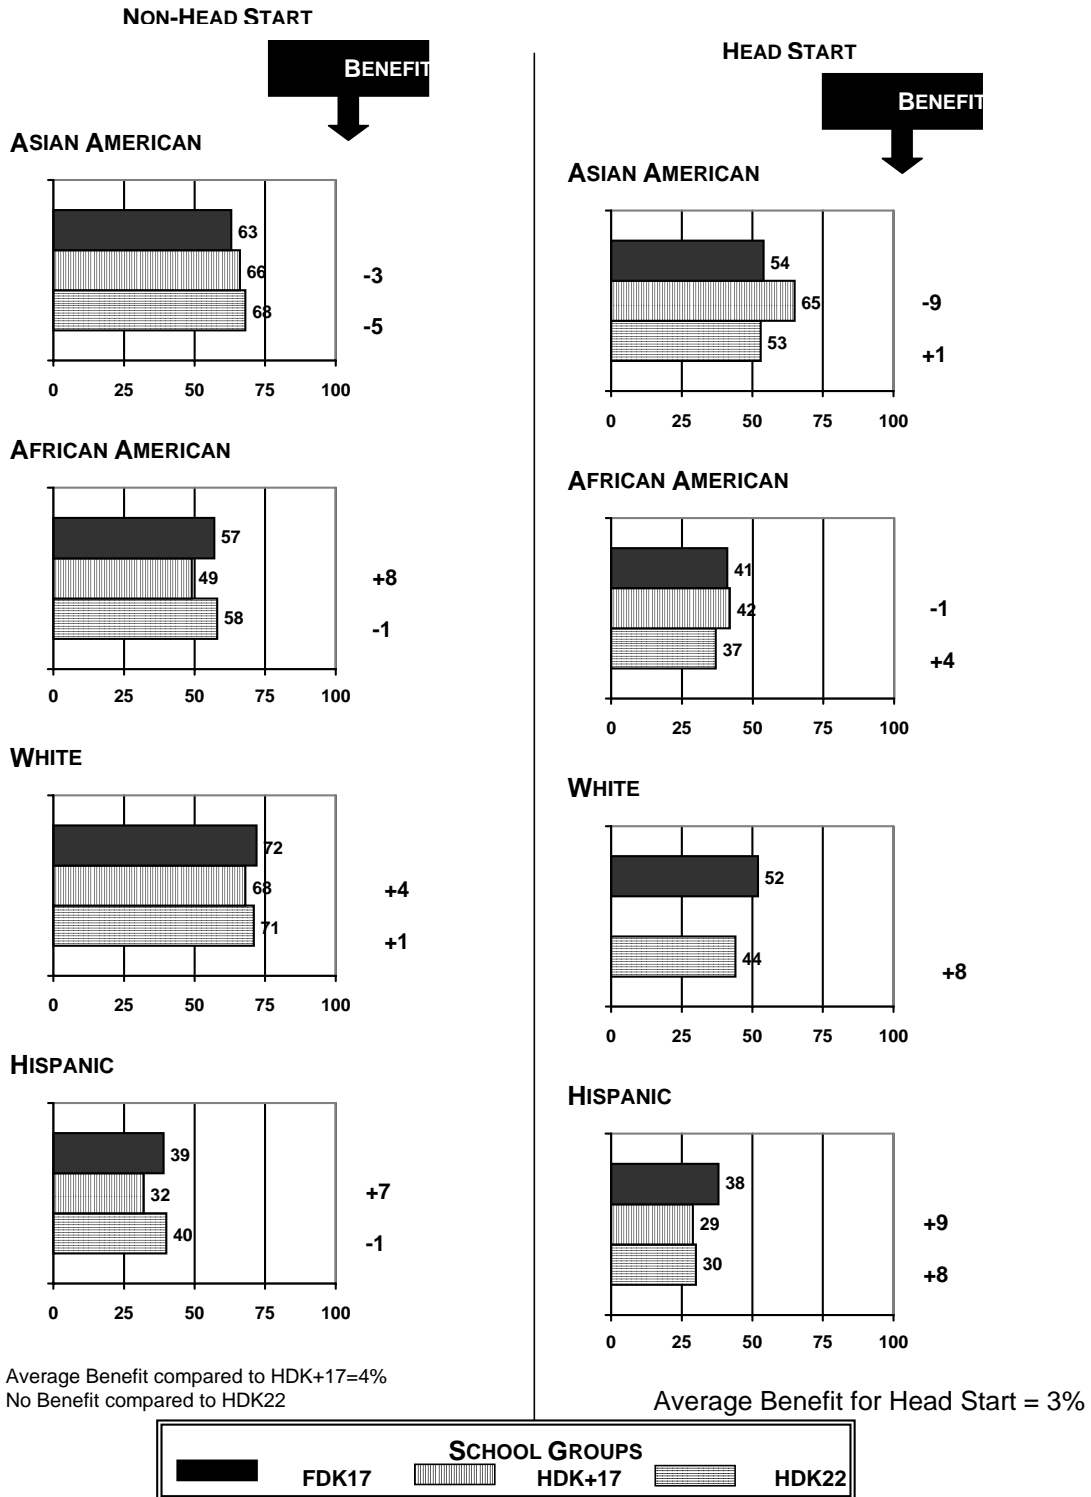 NON-HEAD START
BENEFIT
ASIAN AMERICAN
63
66
68
-3
-5
0 25 50 75 100
AFRICAN AMERICAN
57
49
58
+8
-1
0 25 50 75 100
WHITE
72
68
71
+4
+1
0 25 50 75 100
HISPANIC
39
32
40
+7
-1
0 25 50 75 100
Average Benefit compared to HDK+17=4%
No Benefit compared to HDK22
HEAD START
BENEFIT
ASIAN AMERICAN
54
65
53
-9
+1
0 25 50 75 100
AFRICAN AMERICAN
41
42
37
-1
+4
0 25 50 75 100
WHITE
52
44
+8
0 25 50 75 100
HISPANIC
38
29
30
+9
+8
0 25 50 75 100
Average Benefit for Head Start = 3%
SCHOOL GROUPS
FDK17 HDK+17 HDK22